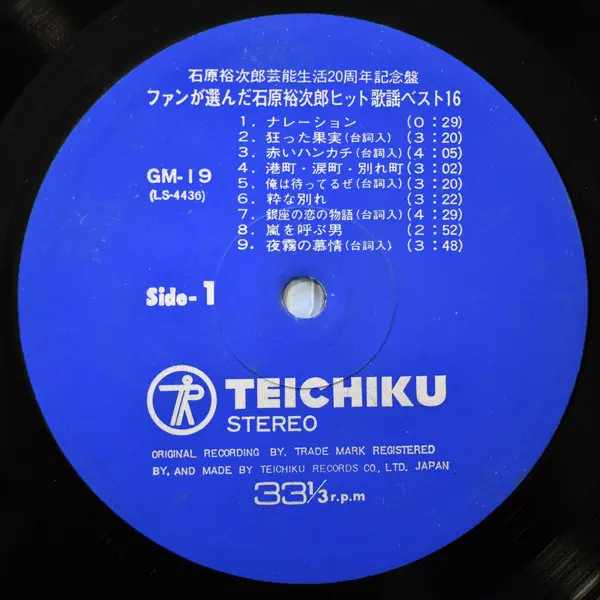 石原裕次郎芸能生活20周年記念盤
ファンが選んだ石原裕次郎ヒット歌謡ベスト16
1. ナレーション (0:29)
2. 狂った果実(台詞入) (3:20)
3. 赤いハンカチ(台詞入) (4:05)
4. 港町・涙町・別れ町 (3:02)
5. 俺は待ってるぜ(台詞入) (3:20)
6. 粋な別れ (3:22)
7. 銀座の恋の物語(台詞入) (4:29)
8. 嵐を呼ぶ男 (2:52)
9. 夜霧の慕情(台詞入) (3:48)
GM-19
(LS-4436)
Side-1
TEICHIKU
STEREO
ORIGINAL RECORDING BY, TRADE MARK REGISTERED
BY, AND MADE BY TEICHIKU RECORDS CO., LTD. JAPAN
33 1/3 r.p.m